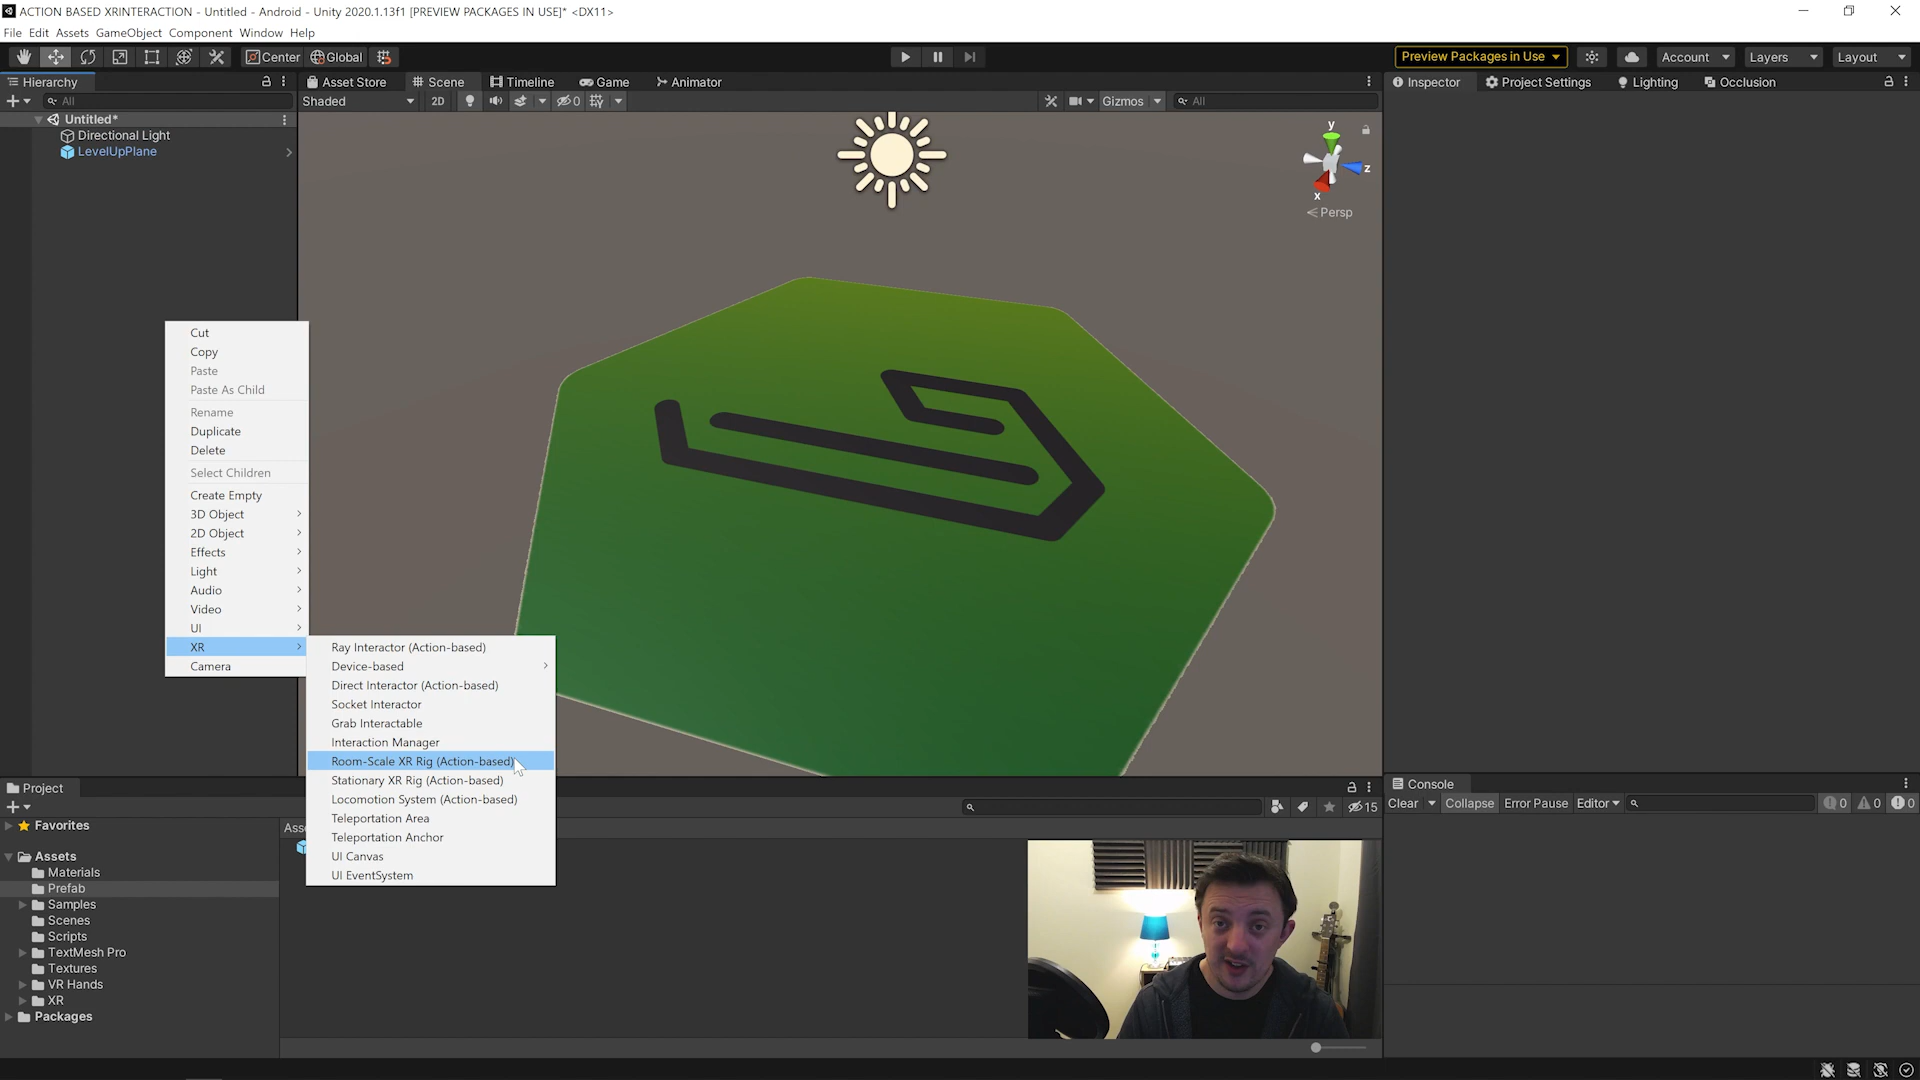 ACTION BASED XRINTERACTION - Untitled - Android - Unity 2020.1.13f1 [PREVIEW PACKAGES IN USE]* <DX11>
File Edit Assets GameObject Component Window Help
Center Global Preview Packages in Use Account Layers Layout
Hierarchy Asset Store Scene Timeline Game Animator Inspector Project Settings Lighting Occlusion
All Shaded 2D 0 Gizmos All
Untitled*
Directional Light
LevelUpPlane
y
z
x
Persp
Cut
Copy
Paste
Paste As Child
Rename
Duplicate
Delete
Select Children
Create Empty
3D Object
2D Object
Effects
Light
Audio
Video
UI
XR
Camera
Ray Interactor (Action-based)
Device-based
Direct Interactor (Action-based)
Socket Interactor
Grab Interactable
Interaction Manager
Room-Scale XR Rig (Action-based)
Stationary XR Rig (Action-based)
Locomotion System (Action-based)
Teleportation Area
Teleportation Anchor
UI Canvas
UI EventSystem
Project
15
Favorites
Asse
Assets
Materials
Prefab
Samples
Scenes
Scripts
TextMesh Pro
Textures
VR Hands
XR
Packages
Console
Clear Collapse Error Pause Editor 0 0 0